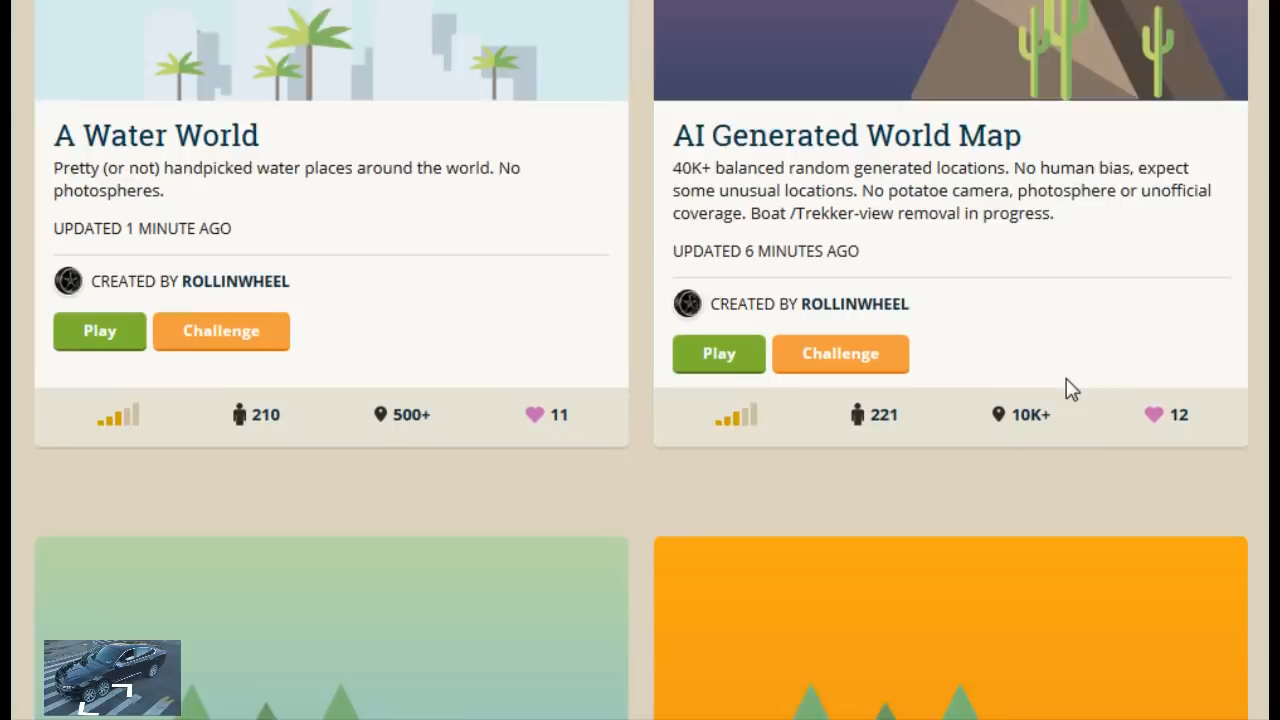 A Water World
Pretty (or not) handpicked water places around the world. No
photospheres.
UPDATED 1 MINUTE AGO
CREATED BY ROLLINWHEEL
Play Challenge
210 500+ 11
AI Generated World Map
40K+ balanced random generated locations. No human bias, expect
some unusual locations. No potatoe camera, photosphere or unofficial
coverage. Boat /Trekker-view removal in progress.
UPDATED 6 MINUTES AGO
CREATED BY ROLLINWHEEL
Play Challenge
221 10K+ 12